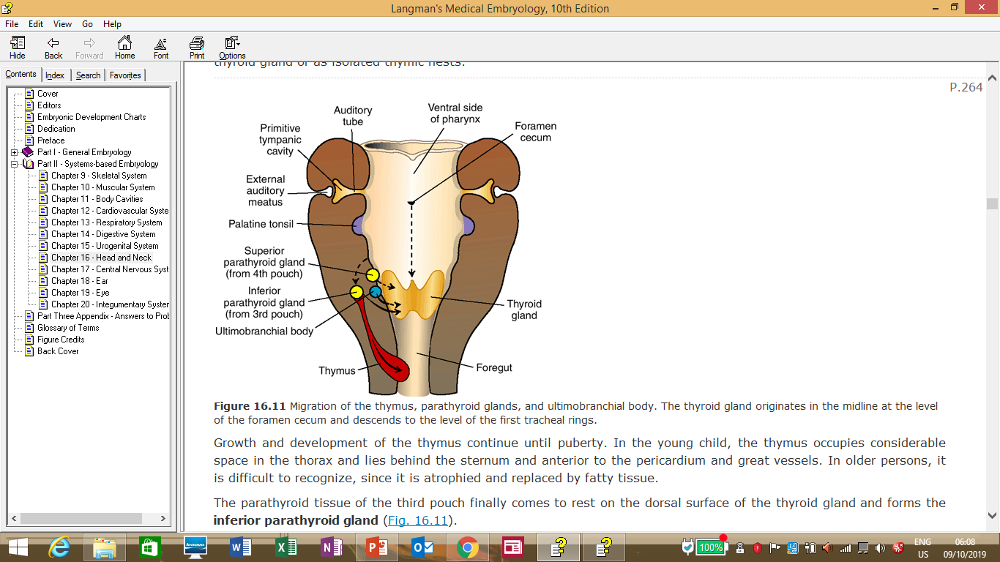 Langman's Medical Embryology, 10th Edition
File Edit View Go Help
Hide Back Forward Home Font Print Options
Contents Index Search Favorites
Cover
Editors
Embryonic Development Charts
Dedication
Preface
Part I - General Embryology
Part II - Systems-based Embryology
Chapter 9 - Skeletal System
Chapter 10 - Muscular System
Chapter 11 - Body Cavities
Chapter 12 - Cardiovascular Syste
Chapter 13 - Respiratory System
Chapter 14 - Digestive System
Chapter 15 - Urogenital System
Chapter 16 - Head and Neck
Chapter 17 - Central Nervous Syst
Chapter 18 - Ear
Chapter 19 - Eye
Chapter 20 - Integumentary Syster
Part Three Appendix - Answers to Prob
Glossary of Terms
Figure Credits
Back Cover
thyroid gland or as isolated thymic nests.
P.264
Auditory
tube
Ventral side
of pharynx
Foramen
cecum
Primitive
tympanic
cavity
External
auditory
meatus
Palatine tonsil
Superior
parathyroid gland
(from 4th pouch)
Inferior
parathyroid gland
(from 3rd pouch)
Ultimobranchial body
Thyroid
gland
Thymus
Foregut
Figure 16.11 Migration of the thymus, parathyroid glands, and ultimobranchial body. The thyroid gland originates in the midline at the level
of the foramen cecum and descends to the level of the first tracheal rings.
Growth and development of the thymus continue until puberty. In the young child, the thymus occupies considerable
space in the thorax and lies behind the sternum and anterior to the pericardium and great vessels. In older persons, it
is difficult to recognize, since it is atrophied and replaced by fatty tissue.
The parathyroid tissue of the third pouch finally comes to rest on the dorsal surface of the thyroid gland and forms the
inferior parathyroid gland (Fig. 16.11).
lenovo
100%
ENG
US
06:08
09/10/2019